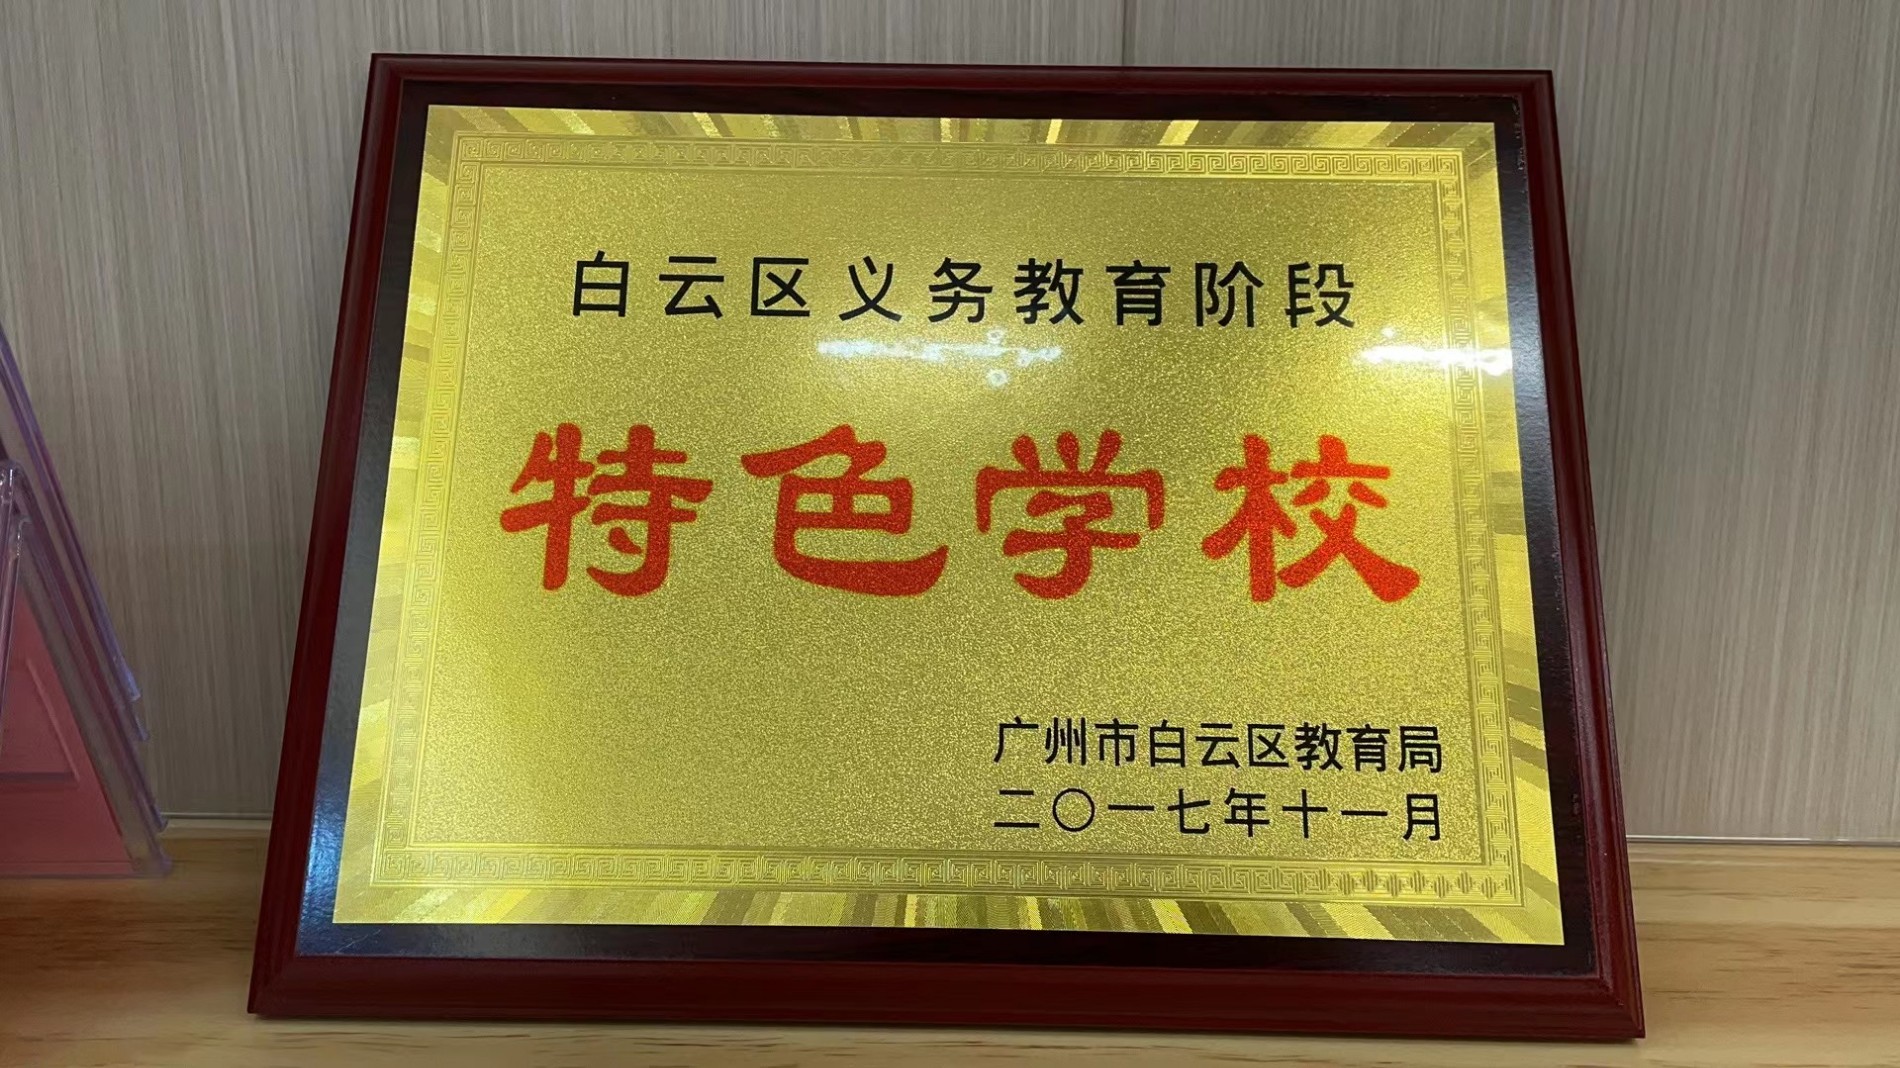 白云区义务教育阶段
特色学校
广州市白云区教育局
二〇一七年十一月